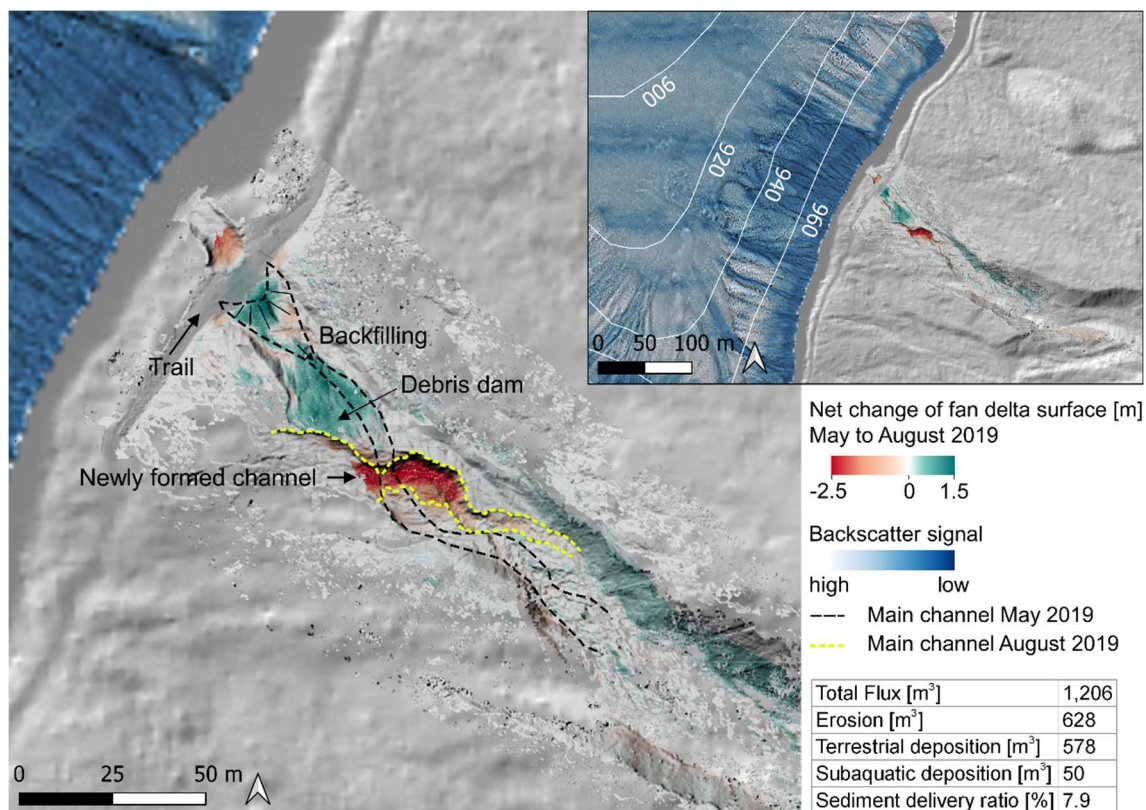 900
920
940
960
0 50 100 m
Backfilling
Trail
Debris dam
Newly formed channel
0 25 50 m
Net change of fan delta surface [m]
May to August 2019
-2.5 0 1.5
Backscatter signal
high low
Main channel May 2019
Main channel August 2019
Total Flux [m³] 1,206
Erosion [m³] 628
Terrestrial deposition [m³] 578
Subaquatic deposition [m³] 50
Sediment delivery ratio [%] 7.9